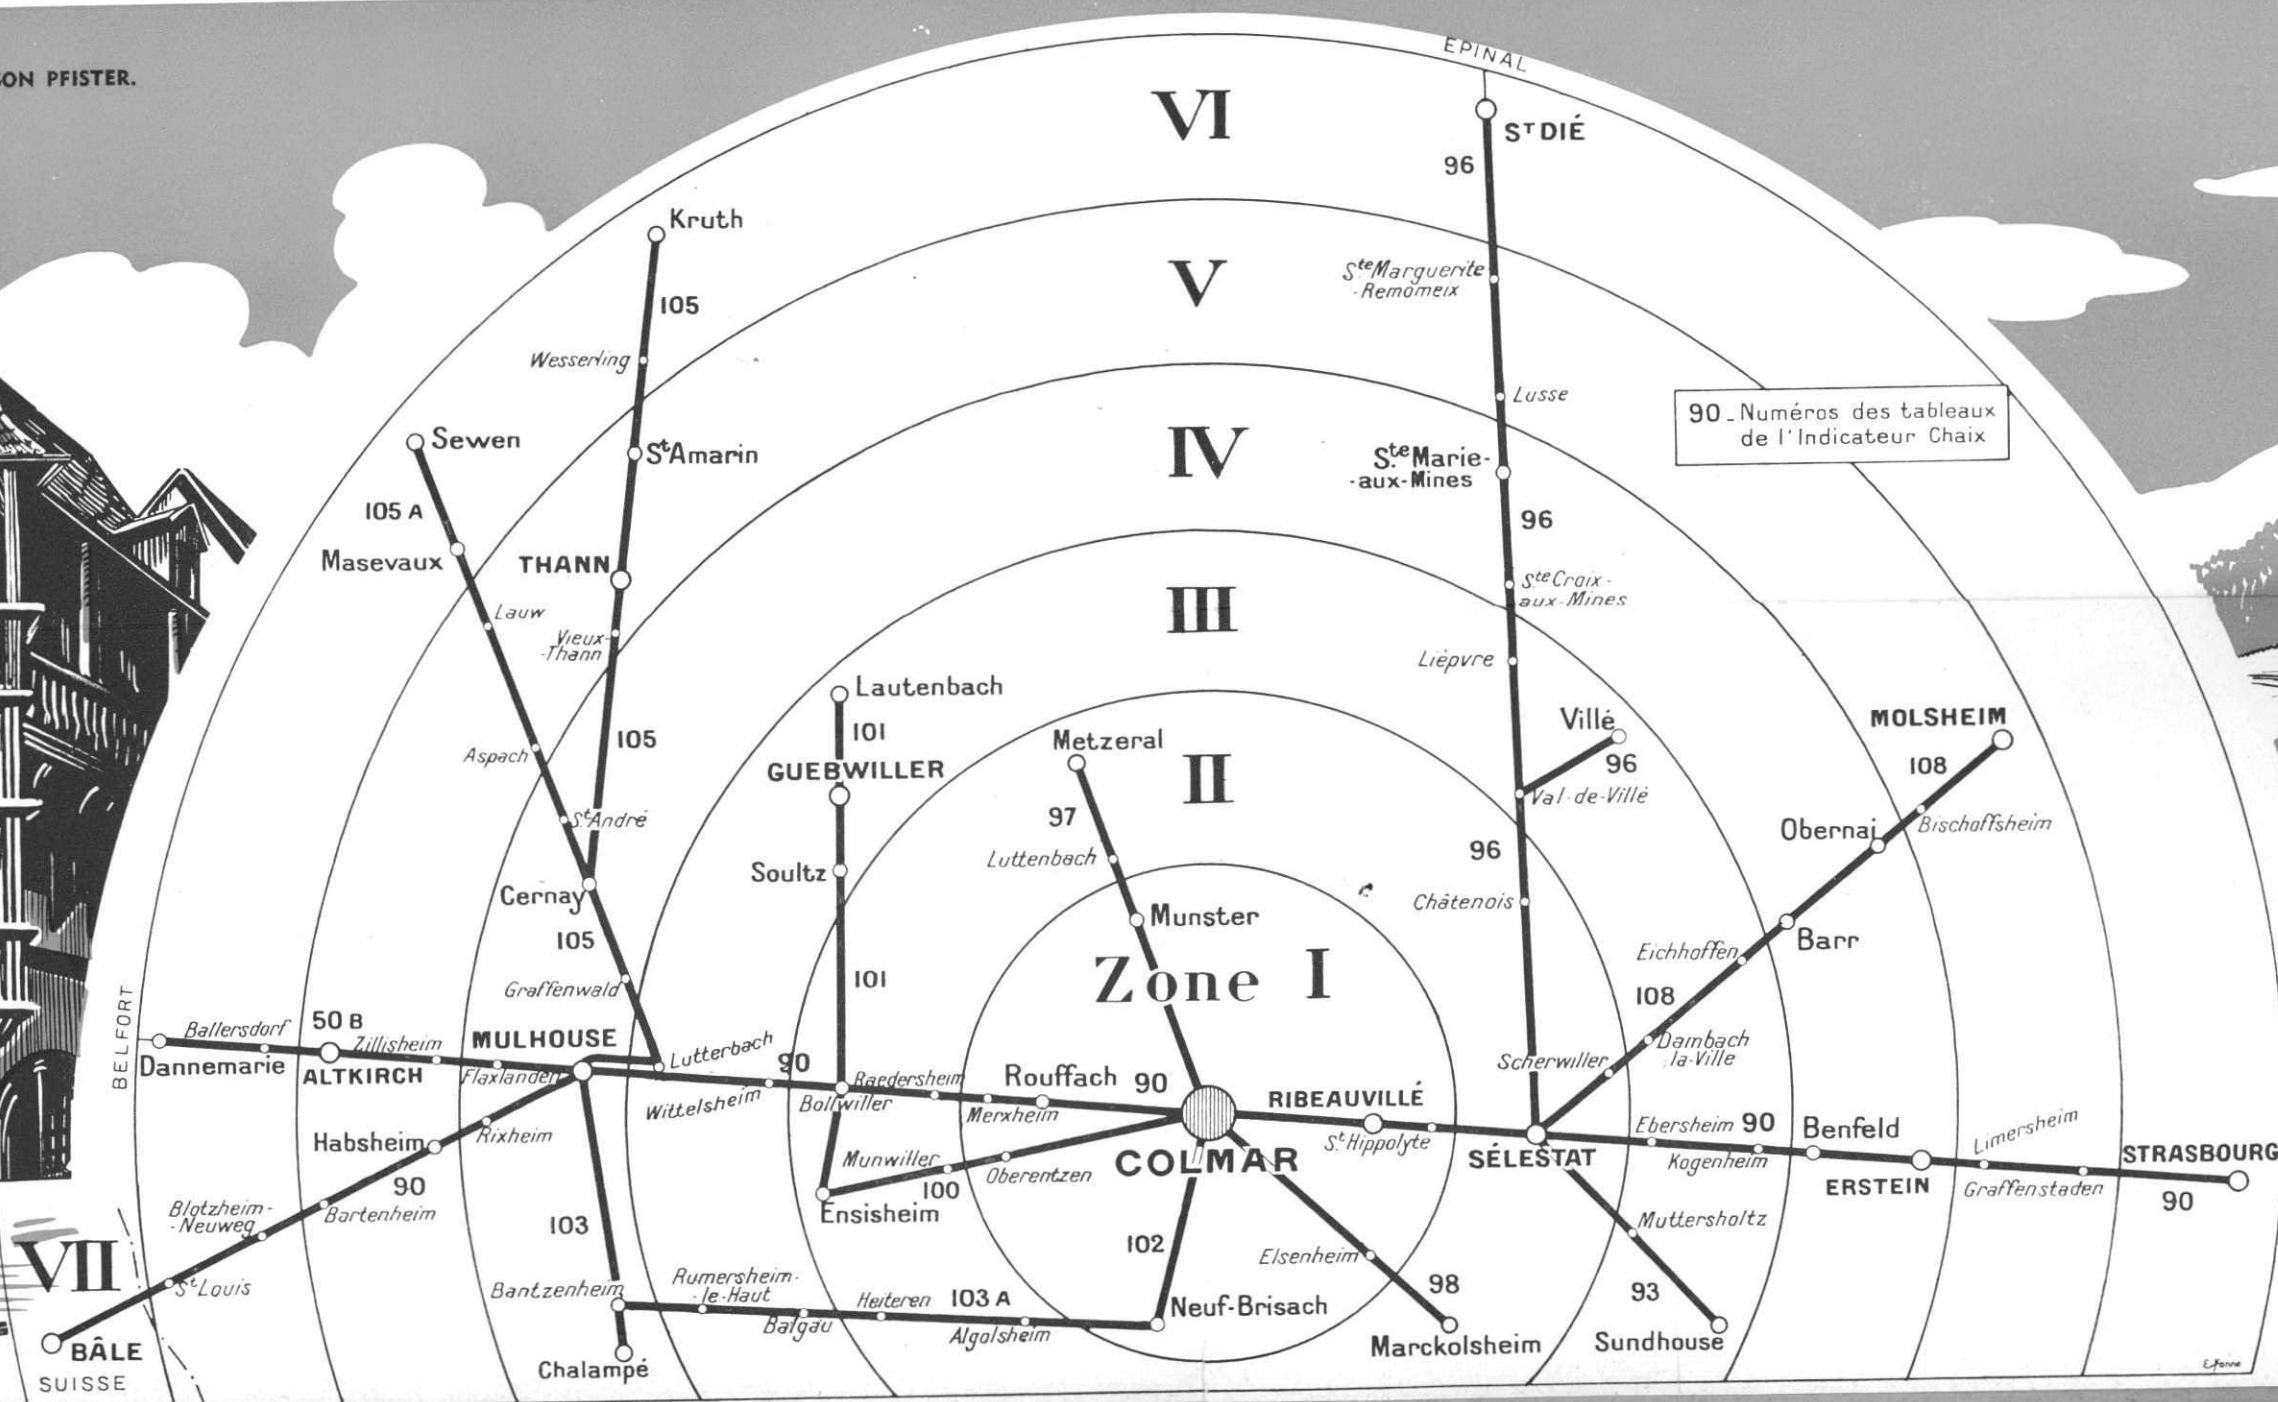 SON PFISTER.
EPINAL
VI
ST DIÉ
96
Kruth
V
Ste Marguerite
-Remomeix
105
Wesserling
Lusse
90 _ Numéros des tableaux
de l'Indicateur Chaix
Sewen
St Amarin
IV
Ste Marie-
-aux-Mines
105 A
96
Masevaux
THANN
Ste Croix-
aux-Mines
Lauw
III
Vieux-
-Thann
Lièpvre
Lautenbach
101
105
Metzeral
Villé
MOLSHEIM
Aspach
GUEBWILLER
II
96
108
Val-de-Villé
97
St André
Obernai
Bischoffsheim
Luttenbach
96
Soultz
Cernay
Munster
Châtenois
105
Barr
Eichhoffen
Zone I
101
Graffenwald
108
BELFORT
Ballersdorf
50 B
Zillisheim
MULHOUSE
Lutterbach
Dambach
la-Ville
Dannemarie
ALTKIRCH
Flaxlanden
90
Raedersheim
Rouffach
90
Scherwiller
Wittelsheim
Bollwiller
Merxheim
RIBEAUVILLÉ
Ebersheim
90
Benfeld
Limersheim
Habsheim
Rixheim
St Hippolyte
SÉLESTAT
Kogenheim
STRASBOURG
Munwiller
Oberentzen
COLMAR
ERSTEIN
Graffenstaden
90
90
100
Blotzheim-
-Neuweg
Bartenheim
Ensisheim
Muttersholtz
103
102
Elsenheim
VII
St Louis
Bantzenheim
Rumersheim-
-le-Haut
Heiteren
103 A
98
93
Balgau
Algolsheim
Neuf-Brisach
BÂLE
SUISSE
Chalampé
Marckolsheim
Sundhouse